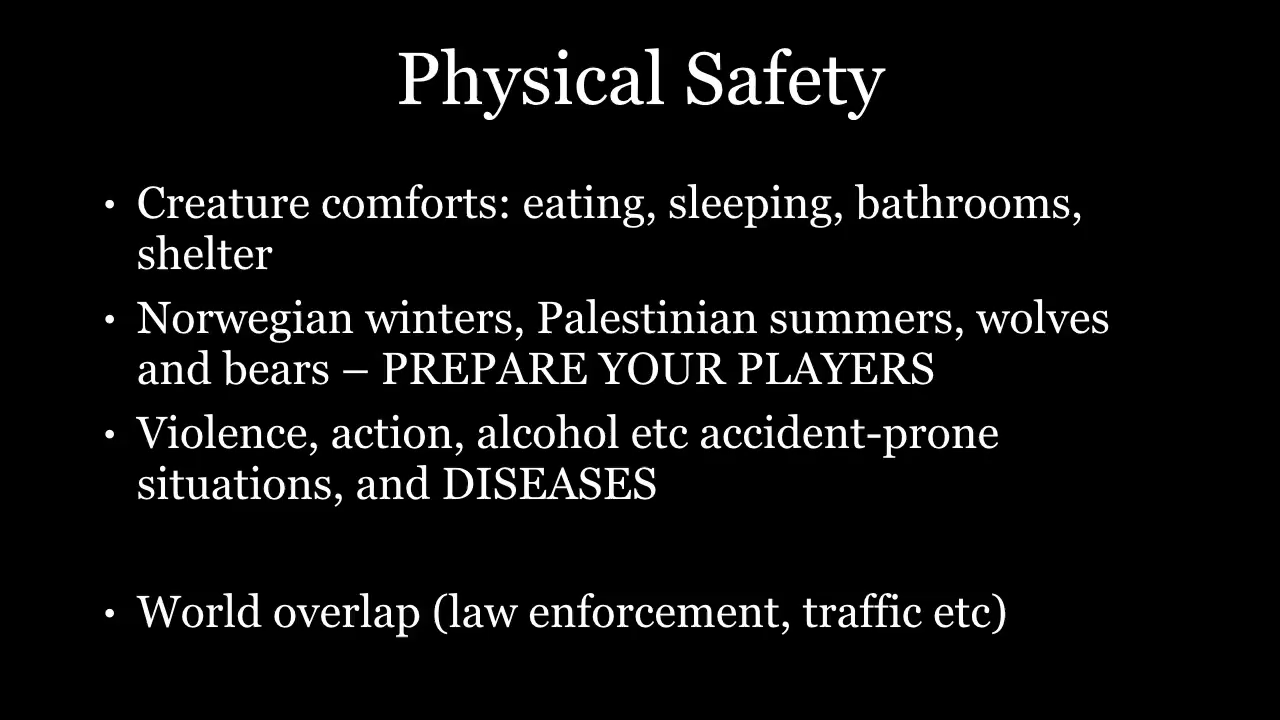 Physical Safety
• Creature comforts: eating, sleeping, bathrooms,
shelter
• Norwegian winters, Palestinian summers, wolves
and bears – PREPARE YOUR PLAYERS
• Violence, action, alcohol etc accident-prone
situations, and DISEASES
• World overlap (law enforcement, traffic etc)